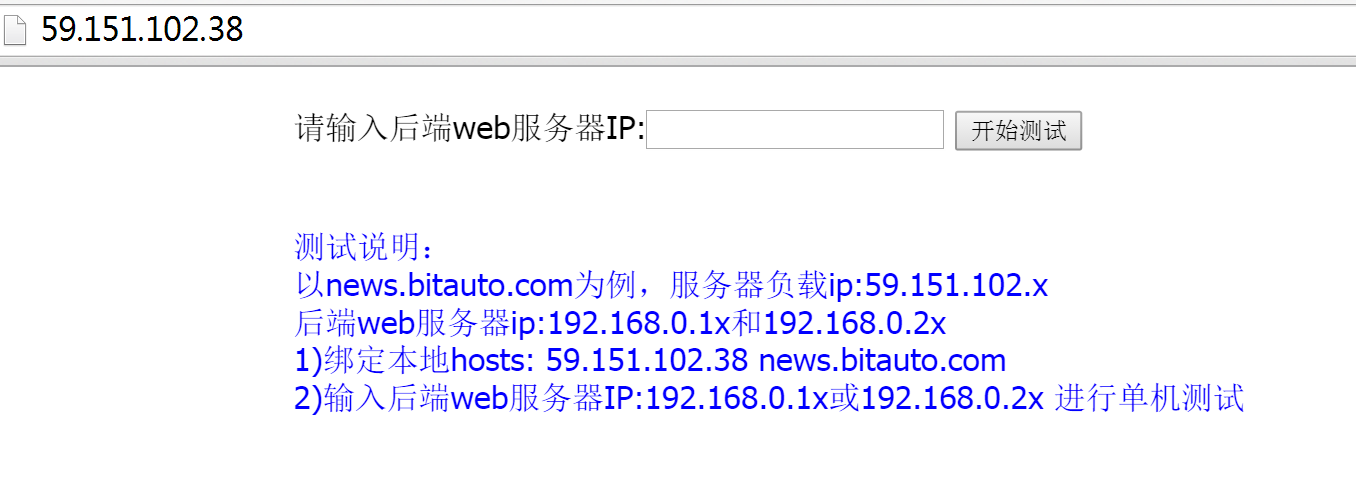 59.151.102.38
请输入后端web服务器IP: 开始测试
测试说明：
以news.bitauto.com为例，服务器负载ip:59.151.102.x
后端web服务器ip:192.168.0.1x和192.168.0.2x
1)绑定本地hosts: 59.151.102.38 news.bitauto.com
2)输入后端web服务器IP:192.168.0.1x或192.168.0.2x 进行单机测试